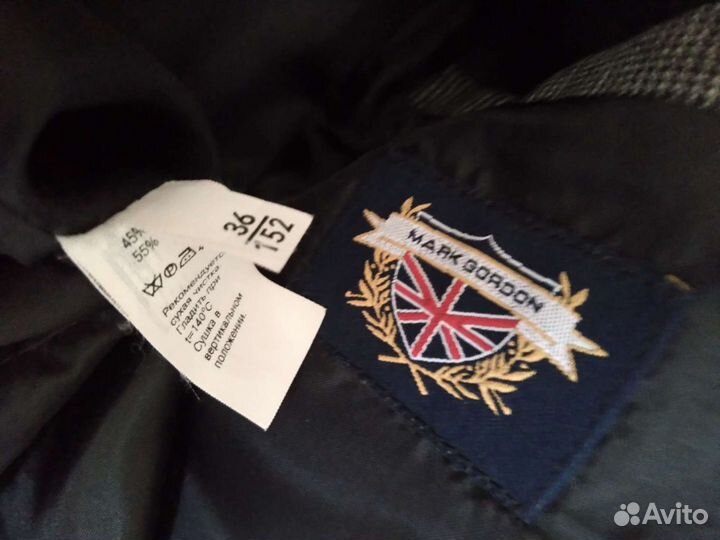 36
152
45%
55%
Рекомендуется
сухая чистка.
Гладить при
t=140°C
Сушка в
вертикальном
положении.
MARK GORDON
Avito